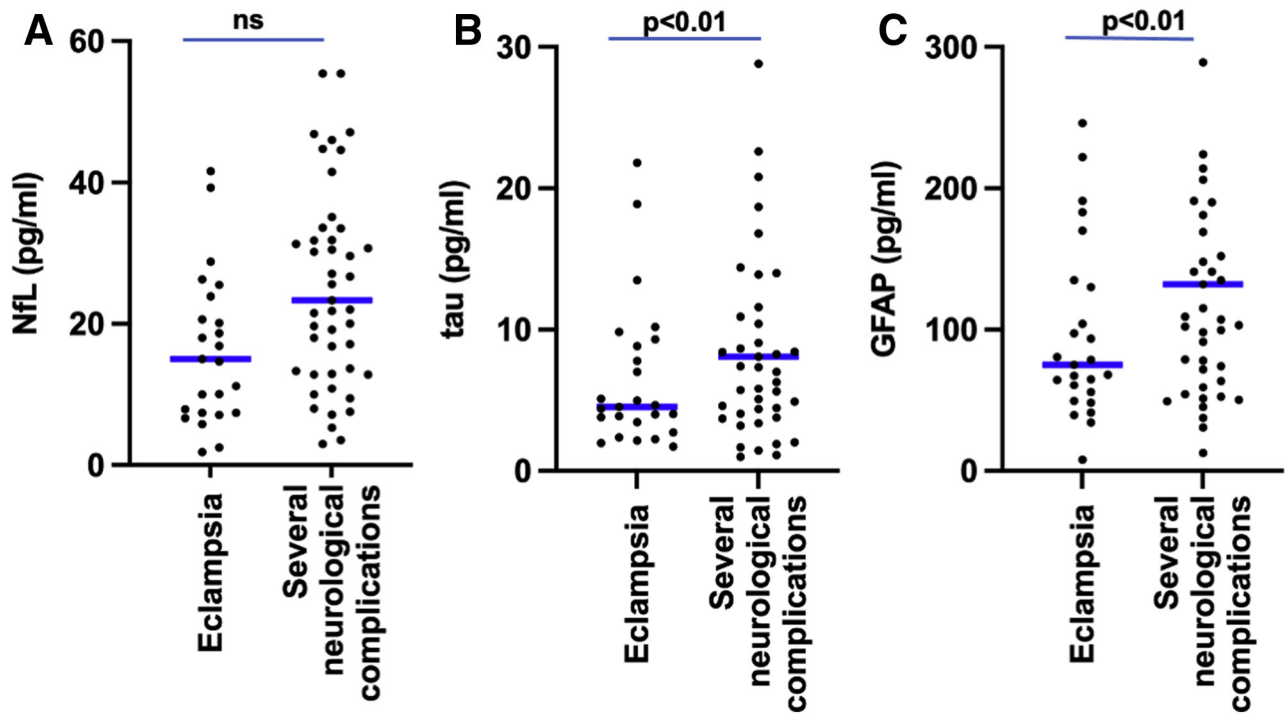 A
ns
60
40
20
0
NfL (pg/ml)
Eclampsia
Several
neurological
complications
B
p<0.01
30
20
10
0
tau (pg/ml)
Eclampsia
Several
neurological
complications
C
p<0.01
300
200
100
0
GFAP (pg/ml)
Eclampsia
Several
neurological
complications